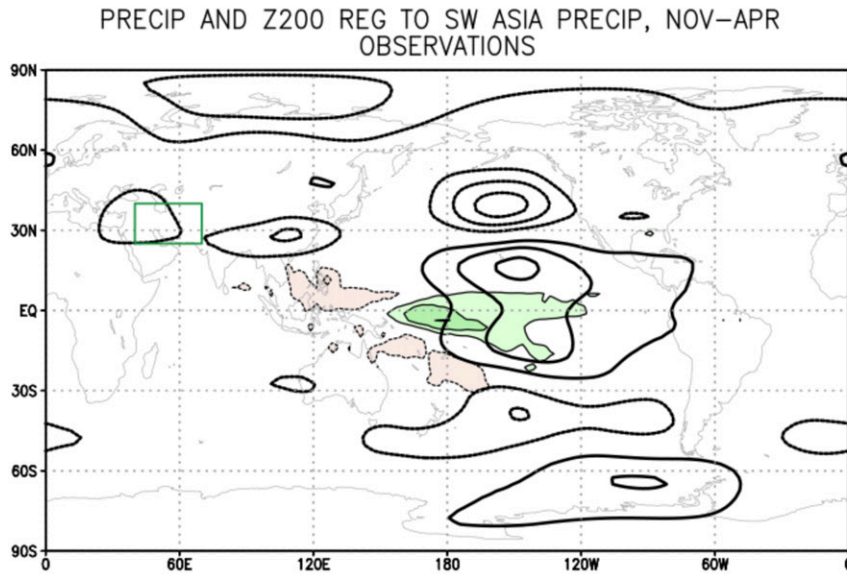 PRECIP AND Z200 REG TO SW ASIA PRECIP, NOV–APR
OBSERVATIONS
90N
60N
30N
EQ
30S
60S
90S
0 60E 120E 180 120W 60W 0